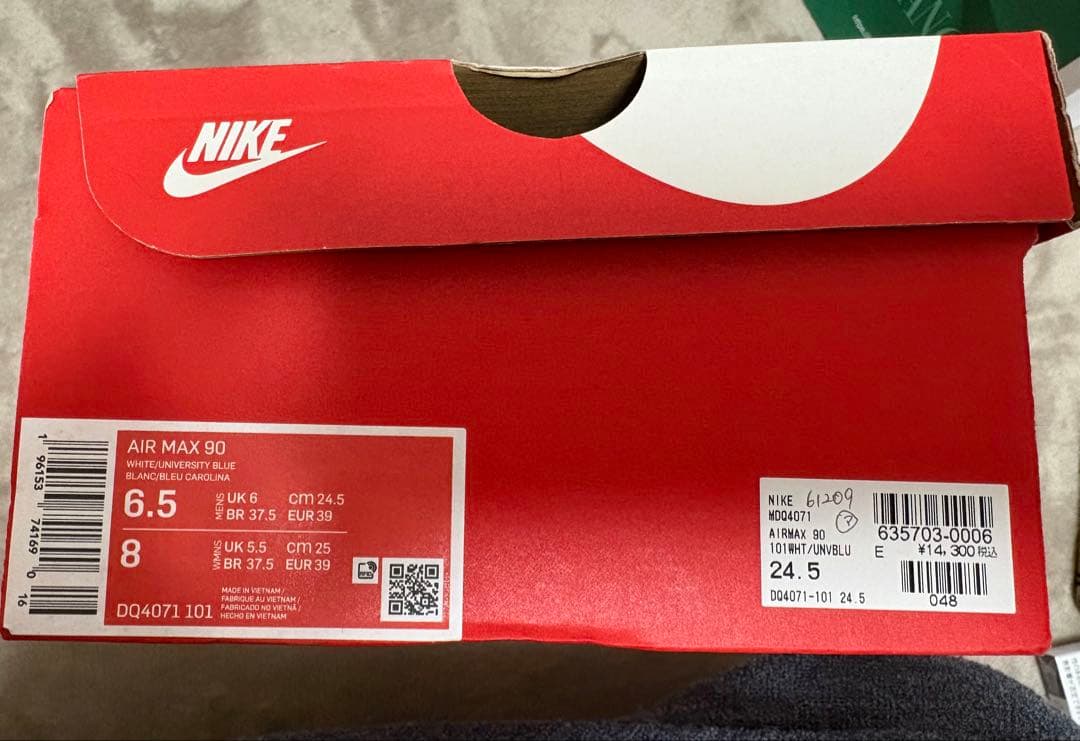 NIKE
AIR MAX 90
WHITE/UNIVERSITY BLUE
BLANC/BLEU CAROLINA
6.5 MENS UK 6 cm 24.5
BR 37.5 EUR 39
8 WMNS UK 5.5 cm 25
BR 37.5 EUR 39
MADE IN VIETNAM /
FABRIQUE AU VIETNAM /
FABRICADO NO VIETNÃ /
HECHO EN VIETNAM
DQ4071 101
1 96153 74169 0 16
NIKE 61209
MDQ4071
AIRMAX 90 635703-0006
101WHT/UNVBLU E ¥14,300税込
24.5
DQ4071-101 24.5 048